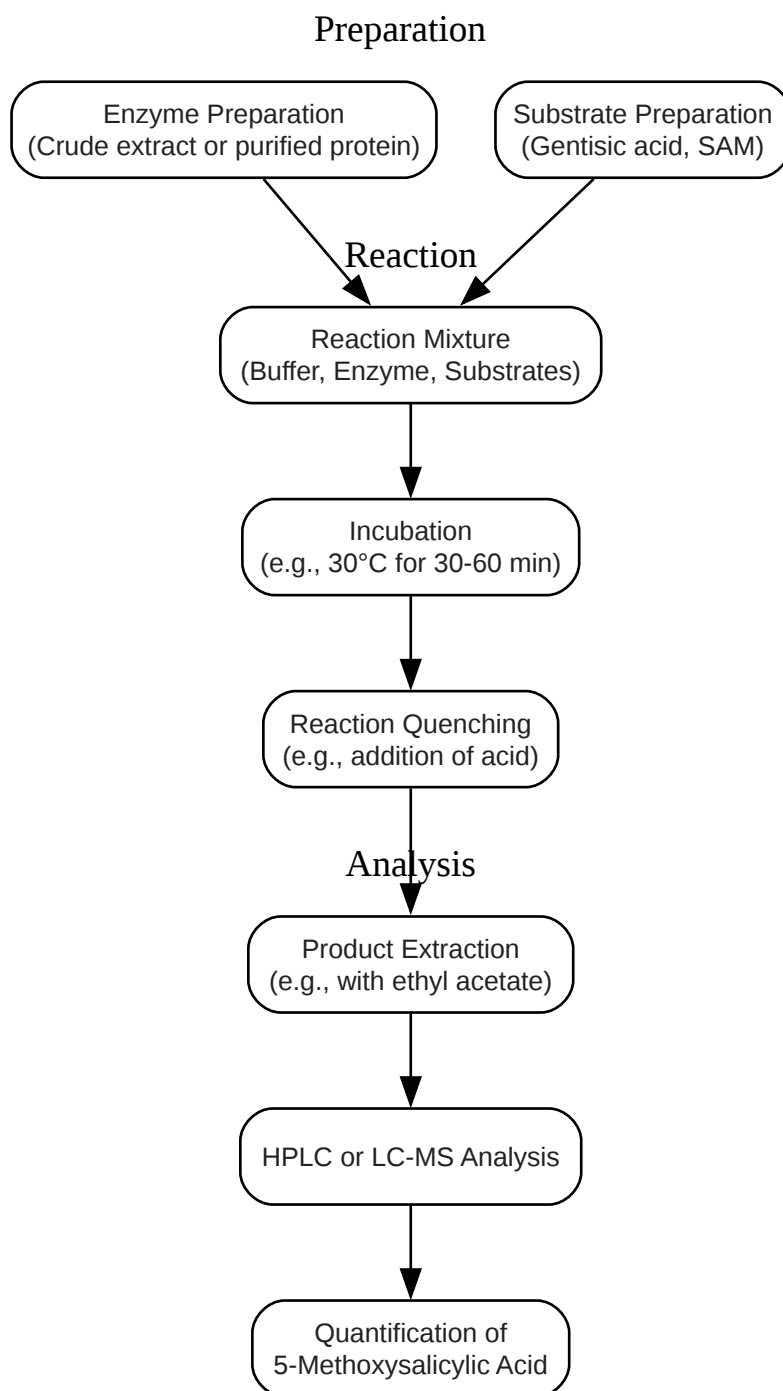 Preparation
Enzyme Preparation
(Crude extract or purified protein)
Substrate Preparation
(Gentisic acid, SAM)
Reaction
Reaction Mixture
(Buffer, Enzyme, Substrates)
Incubation
(e.g., 30°C for 30-60 min)
Reaction Quenching
(e.g., addition of acid)
Analysis
Product Extraction
(e.g., with ethyl acetate)
HPLC or LC-MS Analysis
Quantification of
5-Methoxysalicylic Acid